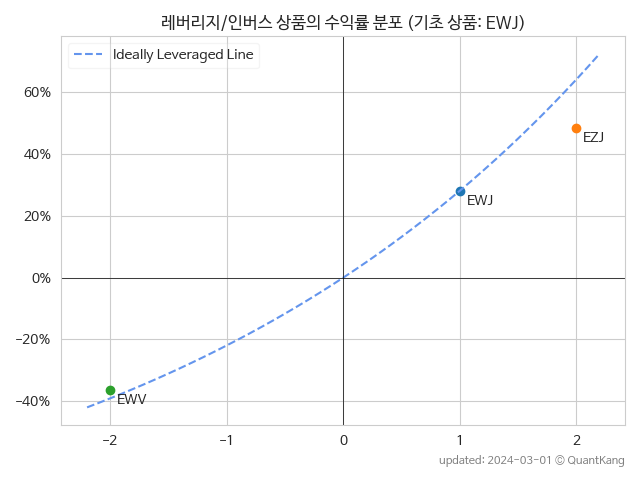 레버리지/인버스 상품의 수익률 분포 (기초 상품: EWJ)
Ideally Leveraged Line
60%
40%
20%
0%
−20%
−40%
EZJ
EWJ
EWV
−2 −1 0 1 2
updated: 2024-03-01 © QuantKang